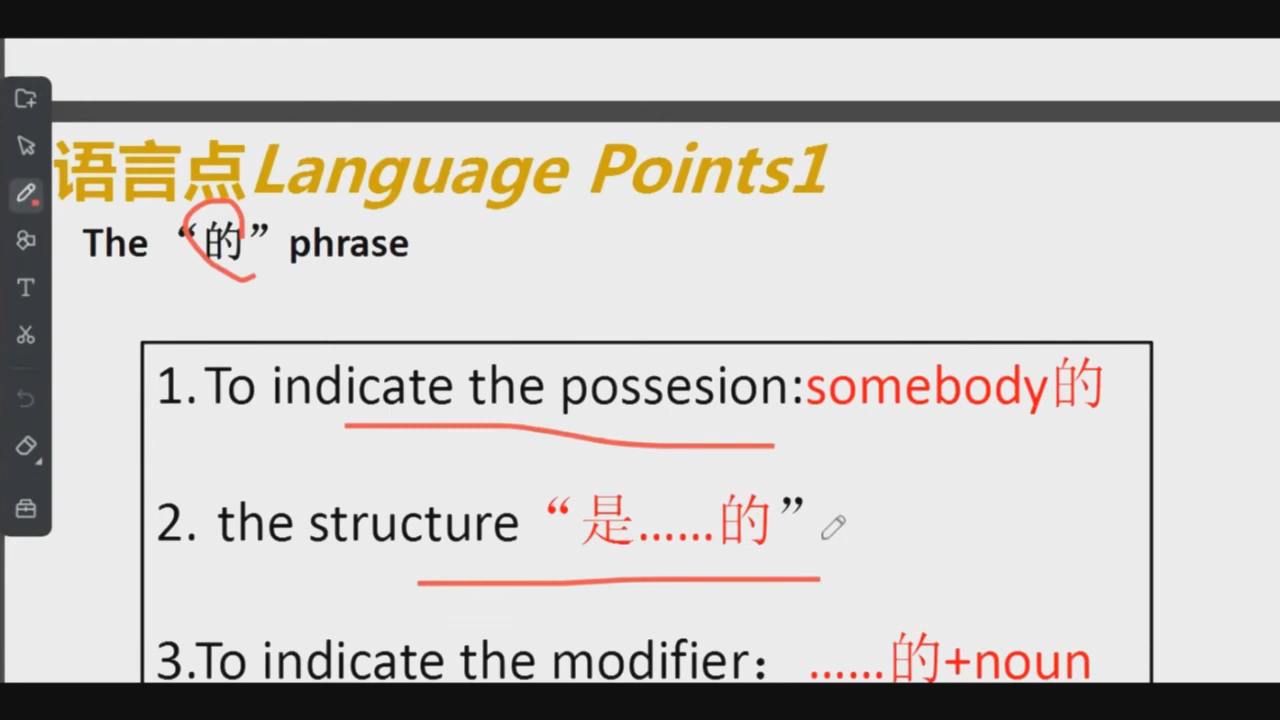 语言点Language Points1
The “的” phrase
1.To indicate the possesion:somebody的
2. the structure “是……的”
3.To indicate the modifier： ……的+noun